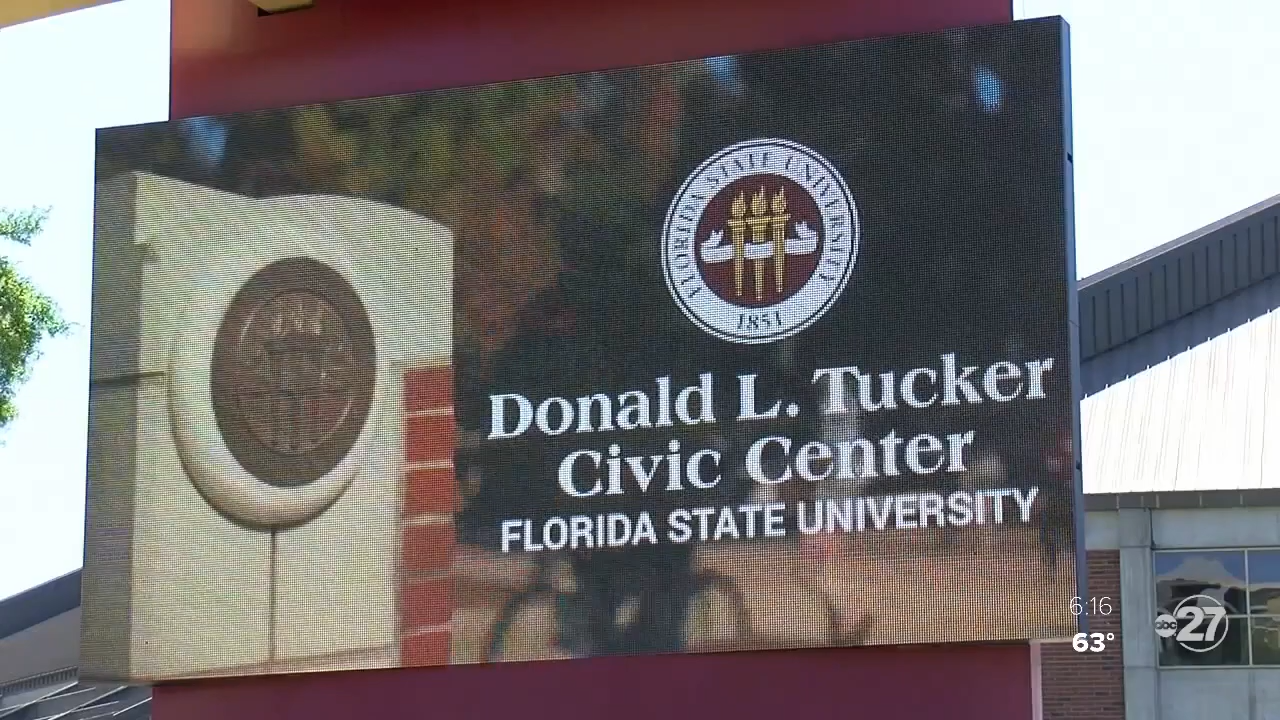 FLORIDA STATE UNIVERSITY
1851
Donald L. Tucker
Civic Center
FLORIDA STATE UNIVERSITY
6:16
63°
abc 27